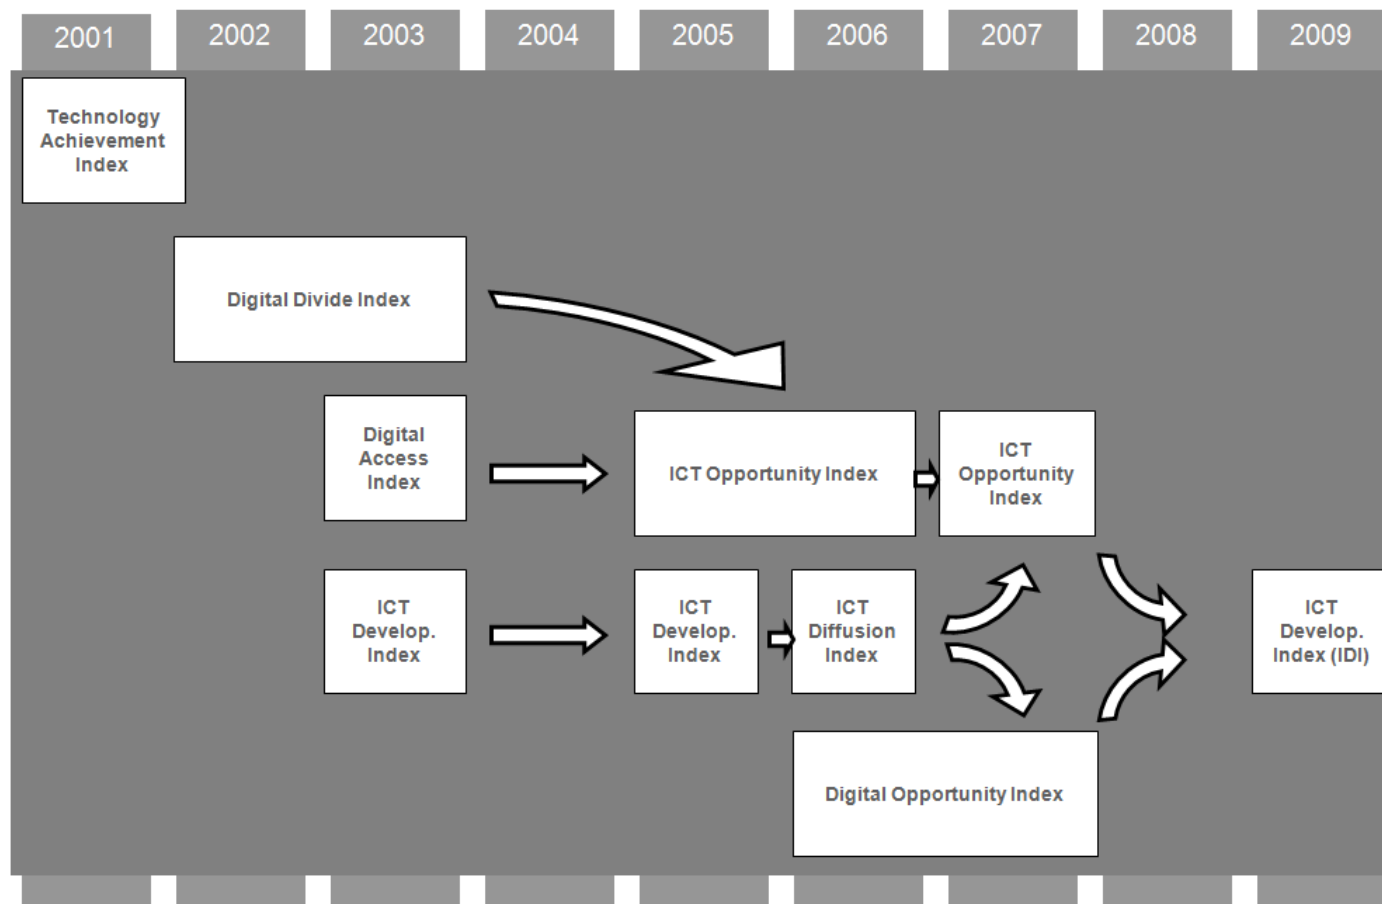 2001
2002
2003
2004
2005
2006
2007
2008
2009
Technology
Achievement
Index
Digital Divide Index
Digital
Access
Index
ICT Opportunity Index
ICT
Opportunity
Index
ICT
Develop.
Index
ICT
Develop.
Index
ICT
Diffusion
Index
ICT
Develop.
Index (IDI)
Digital Opportunity Index